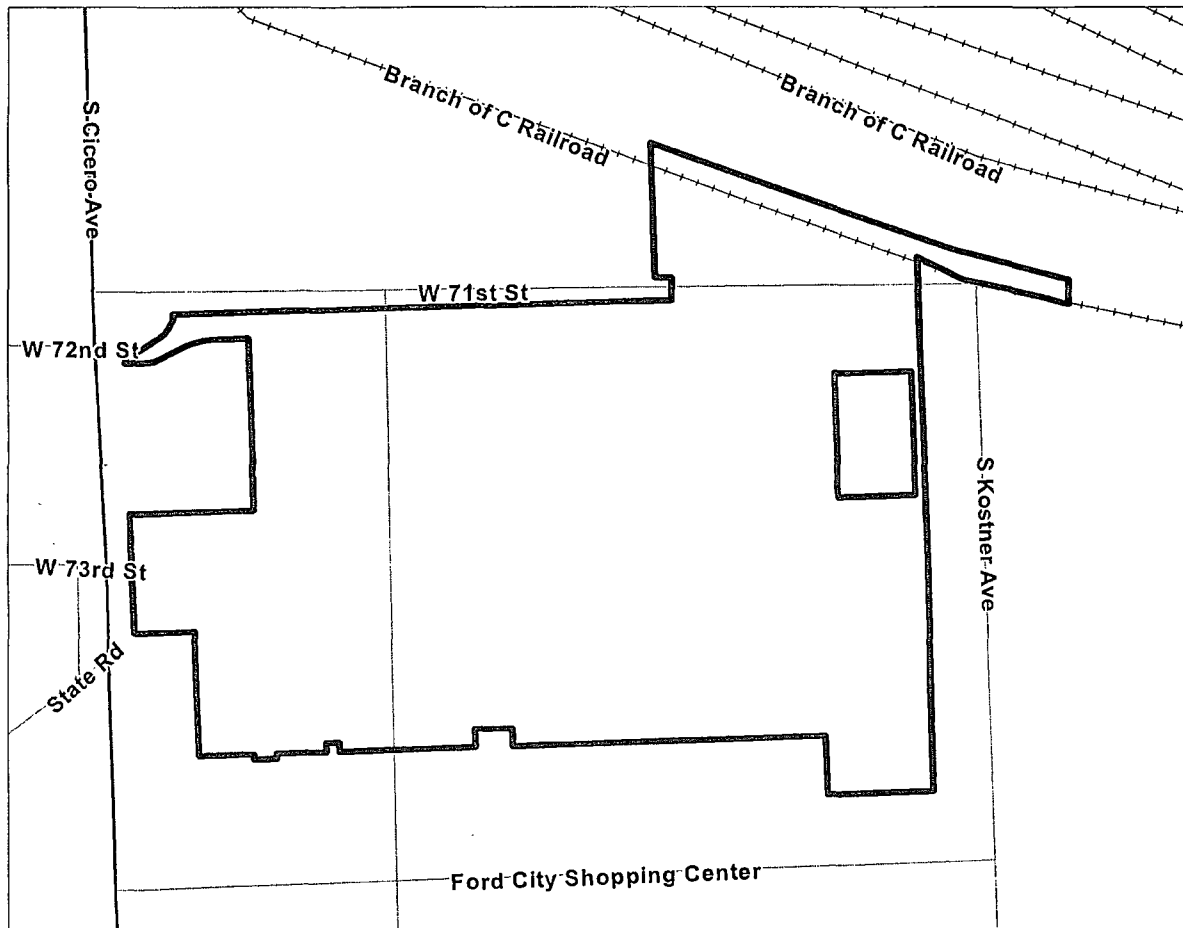 Branch of C Railroad
Branch of C Railroad
S Cicero Ave
W 71st St
W 72nd St
S Kostner Ave
W 73rd St
State Rd
Ford City Shopping Center